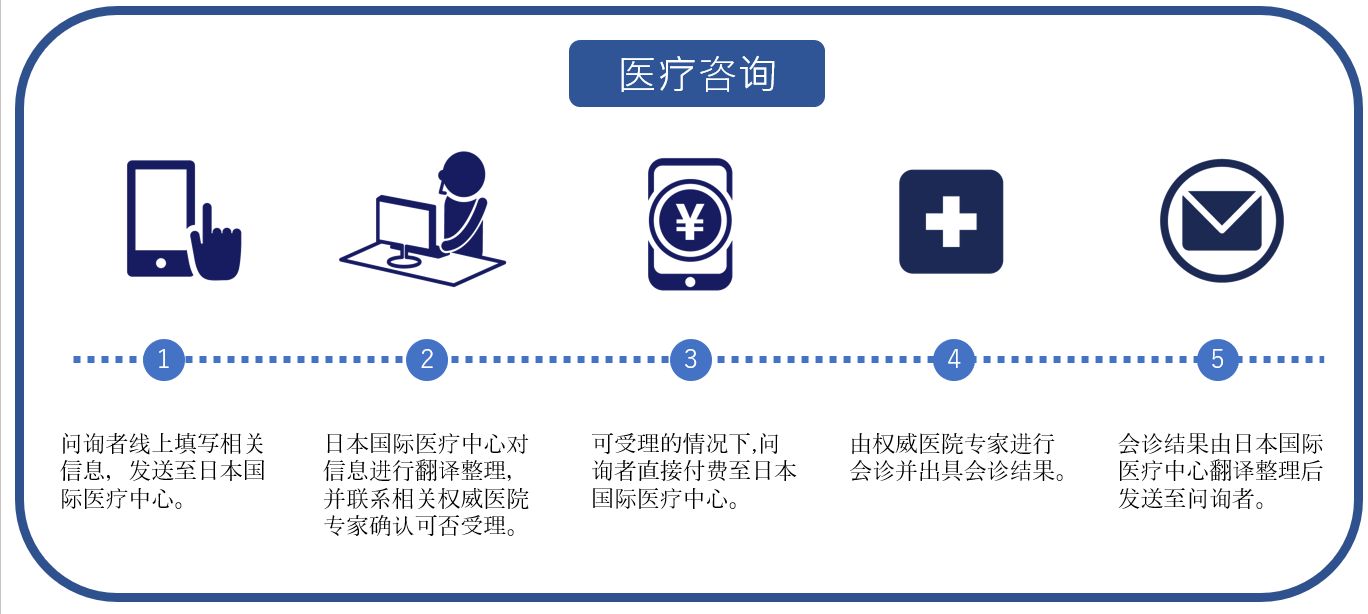 医疗咨询
¥
1
2
3
4
5
问询者线上填写相关
信息，发送至日本国
际医疗中心。
日本国际医疗中心对
信息进行翻译整理,
并联系相关权威医院
专家确认可否受理。
可受理的情况下,问
询者直接付费至日本
国际医疗中心。
由权威医院专家进行
会诊并出具会诊结果。
会诊结果由日本国际
医疗中心翻译整理后
发送至问询者。